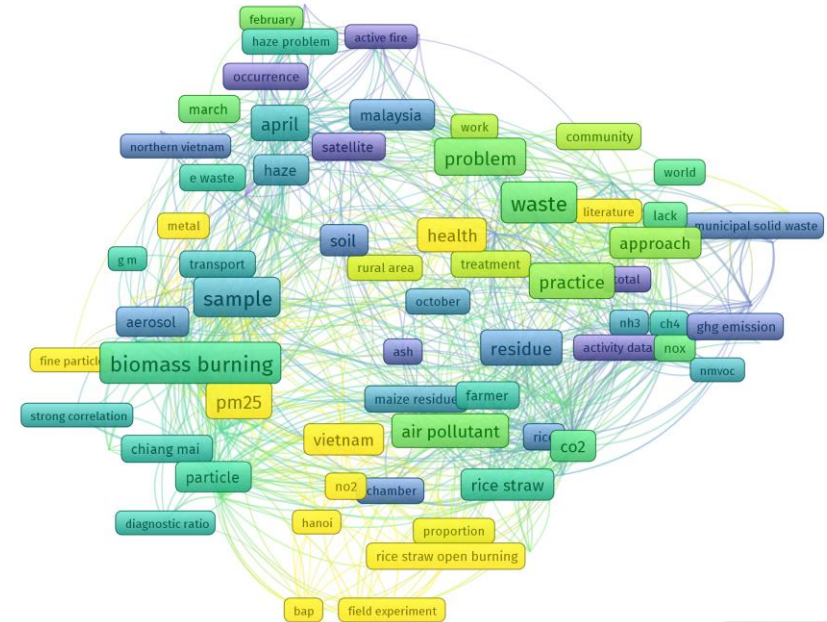 february
haze problem
active fire
occurrence
march
april
malaysia
work
community
northern vietnam
satellite
problem
e waste
haze
world
waste
metal
literature
lack
municipal solid waste
soil
health
approach
g m
transport
rural area
treatment
practice
total
sample
october
aerosol
nh3
ch4
ghg emission
fine particle
biomass burning
ash
residue
activity data
nox
nmvoc
pm25
maize residue
farmer
strong correlation
vietnam
air pollutant
rice
co2
chiang mai
particle
no2
chamber
rice straw
diagnostic ratio
hanoi
proportion
rice straw open burning
bap
field experiment